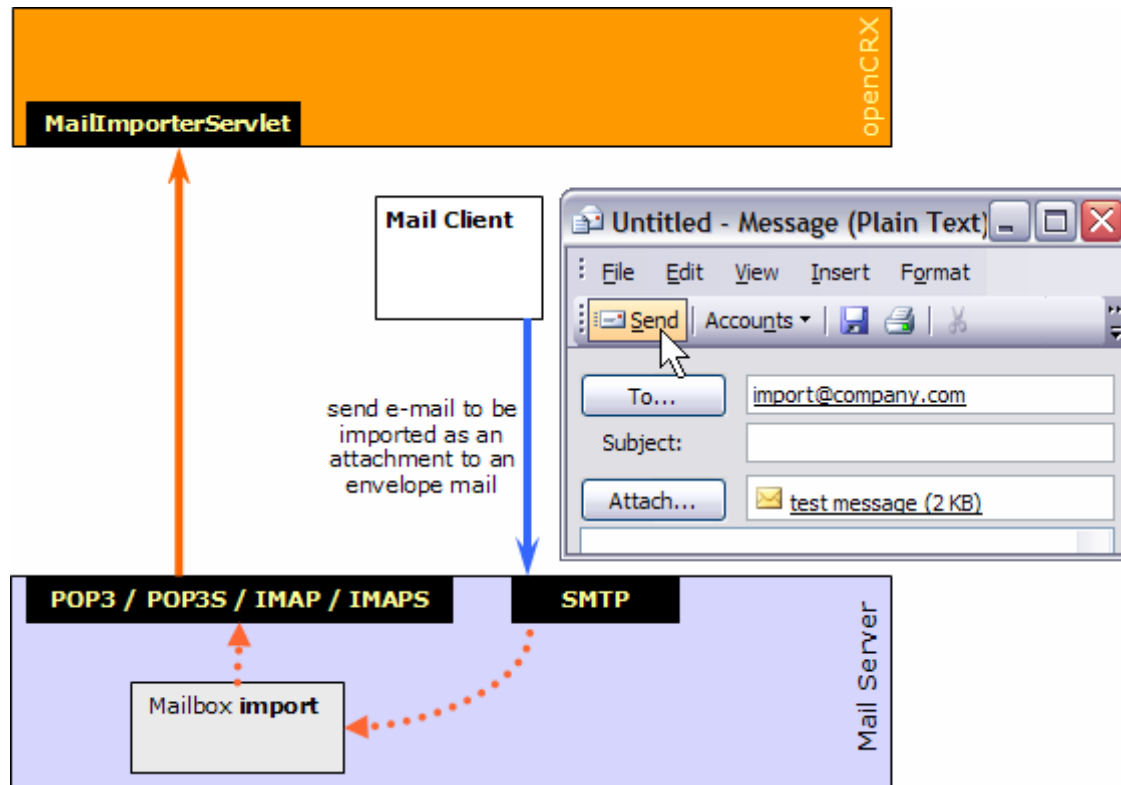 openCRX
MailImporterServlet
Mail Client
Untitled - Message (Plain Text)
File Edit View Insert Format
Send Accounts
To... import@company.com
Subject:
Attach... test message (2 KB)
send e-mail to be
imported as an
attachment to an
envelope mail
POP3 / POP3S / IMAP / IMAPS
SMTP
Mail Server
Mailbox import